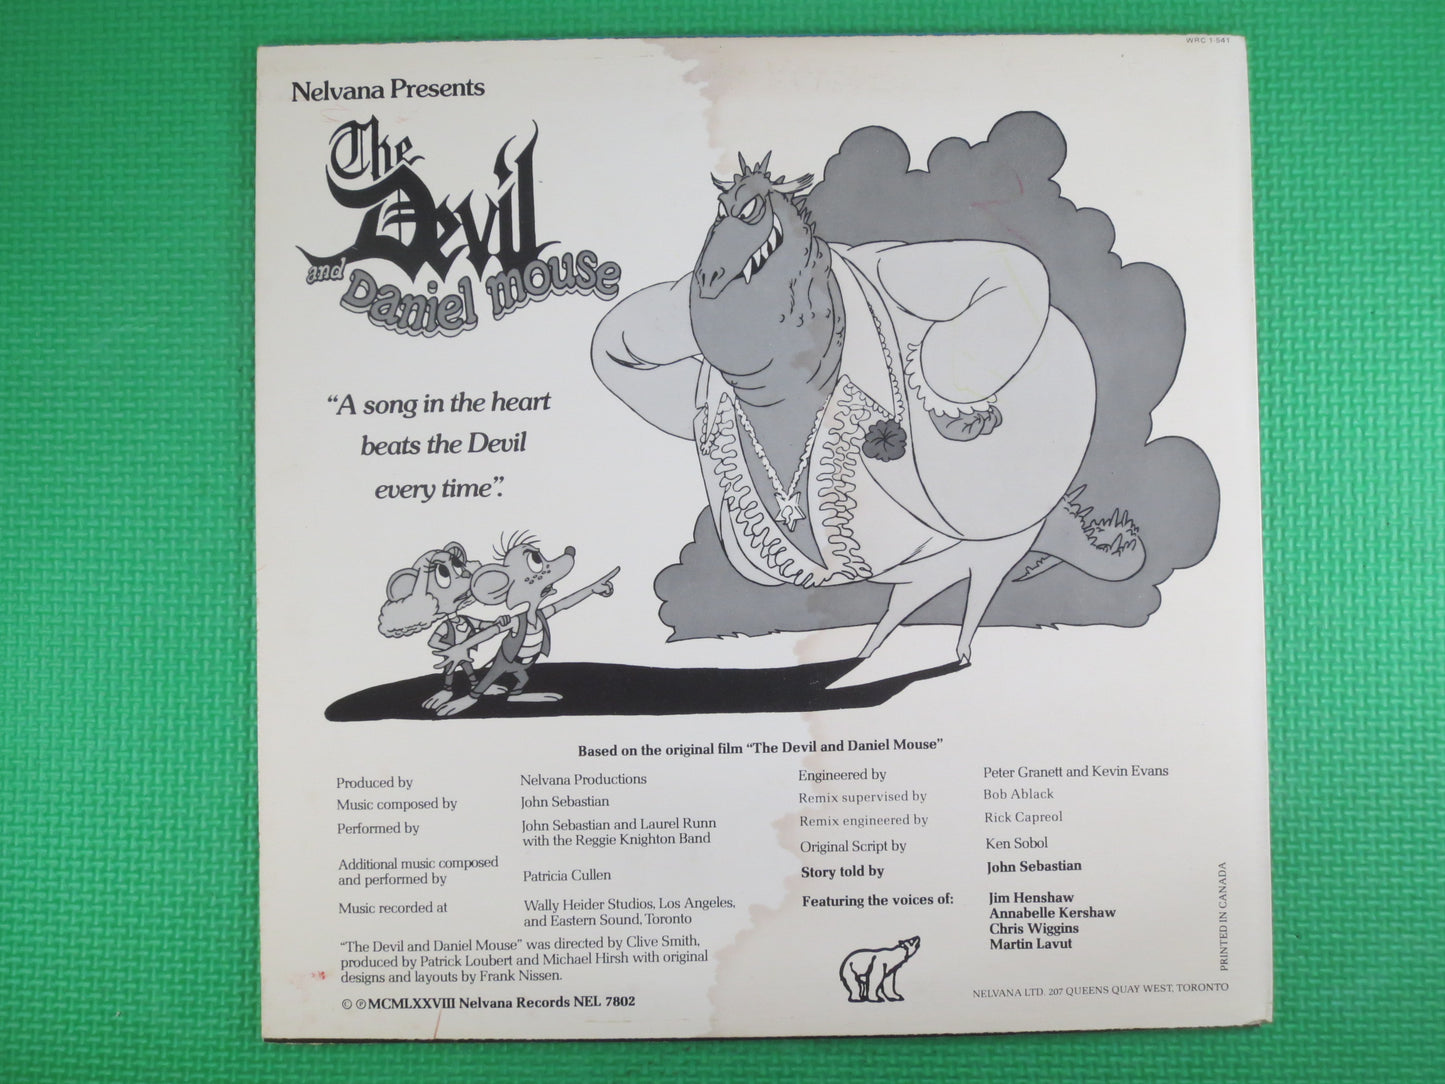 WRC 1-541
Nelvana Presents
The
Devil
and Daniel Mouse
“A song in the heart
beats the Devil
every time”.
Based on the original film “The Devil and Daniel Mouse”
Produced by Nelvana Productions
Music composed by John Sebastian
Performed by John Sebastian and Laurel Runn
with the Reggie Knighton Band
Additional music composed
and performed by Patricia Cullen
Music recorded at Wally Heider Studios, Los Angeles,
and Eastern Sound, Toronto
“The Devil and Daniel Mouse” was directed by Clive Smith,
produced by Patrick Loubert and Michael Hirsh with original
designs and layouts by Frank Nissen.
© ℗ MCMLXXVIII Nelvana Records NEL 7802
Engineered by Peter Granett and Kevin Evans
Remix supervised by Bob Ablack
Remix engineered by Rick Capreol
Original Script by Ken Sobol
Story told by John Sebastian
Featuring the voices of: Jim Henshaw
Annabelle Kershaw
Chris Wiggins
Martin Lavut
NELVANA LTD. 207 QUEENS QUAY WEST, TORONTO
PRINTED IN CANADA